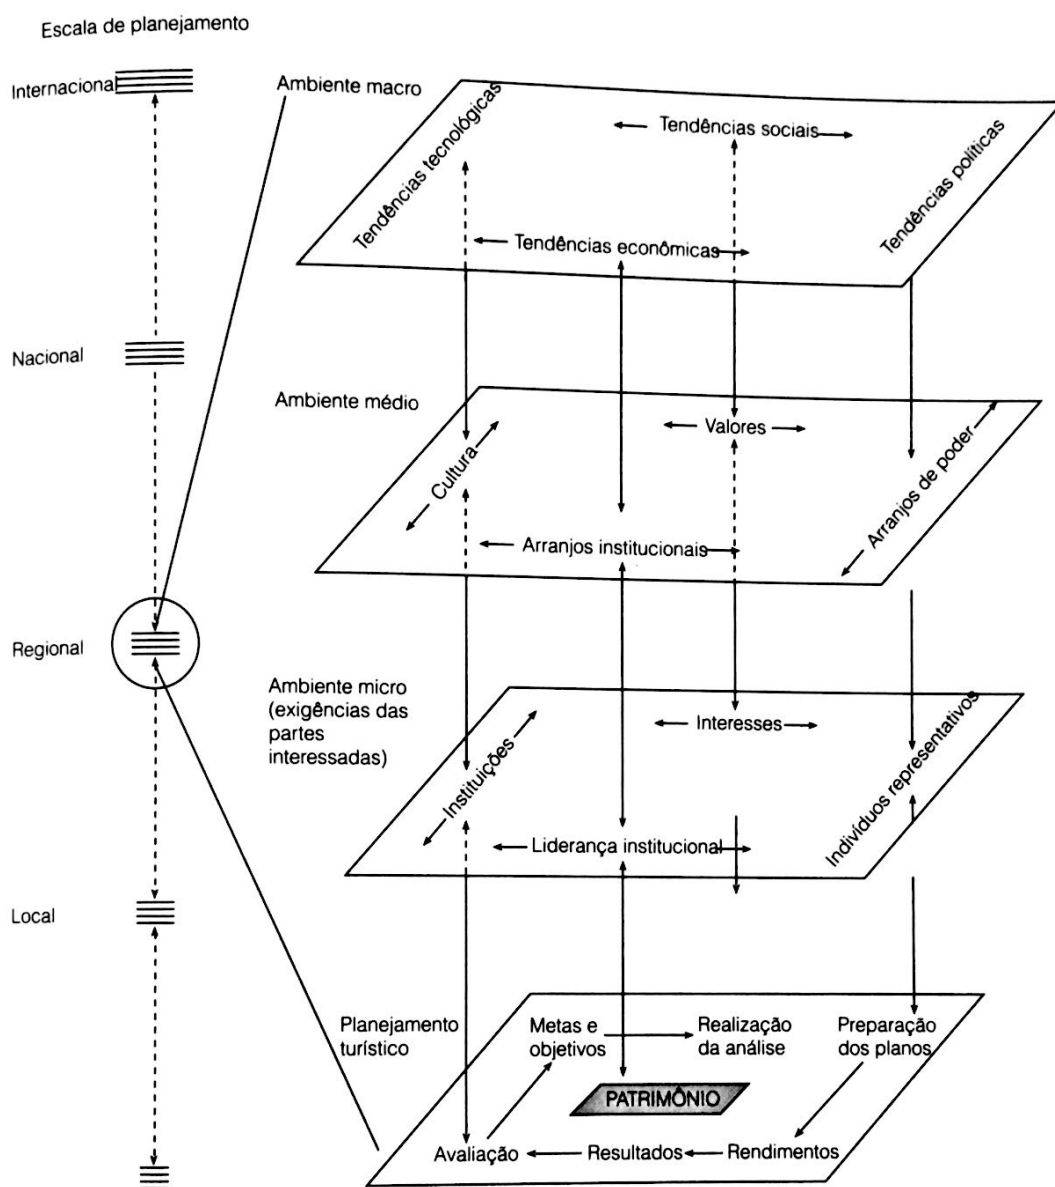 Escala de planejamento
Internacional
Ambiente macro
Tendências tecnológicas
Tendências sociais
Tendências políticas
Tendências econômicas
Nacional
Ambiente médio
Cultura
Valores
Arranjos de poder
Arranjos institucionais
Regional
Ambiente micro
(exigências das
partes
interessadas)
Instituições
Interesses
Indivíduos representativos
Liderança institucional
Local
Planejamento
turístico
Metas e
objetivos
Realização
da análise
Preparação
dos planos
PATRIMÔNIO
Avaliação
Resultados
Rendimentos